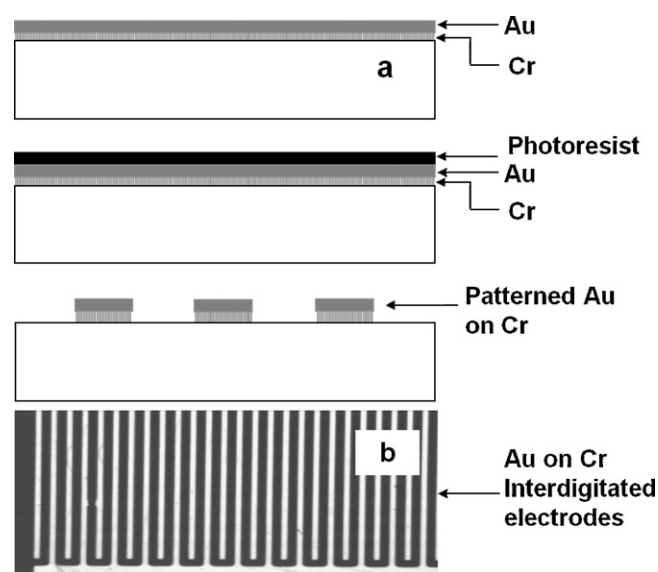 Au
a
Cr
Photoresist
Au
Cr
Patterned Au
on Cr
b
Au on Cr
Interdigitated
electrodes